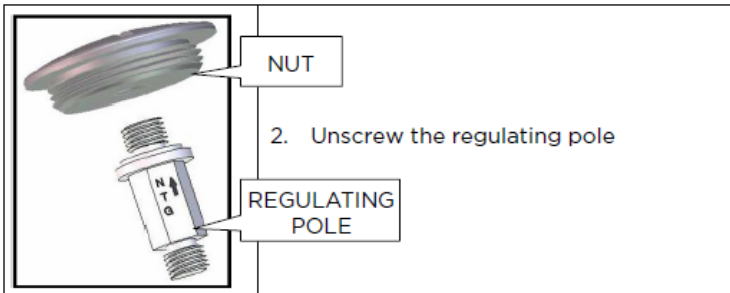 NUT
2. Unscrew the regulating pole
N
T
G
REGULATING
POLE